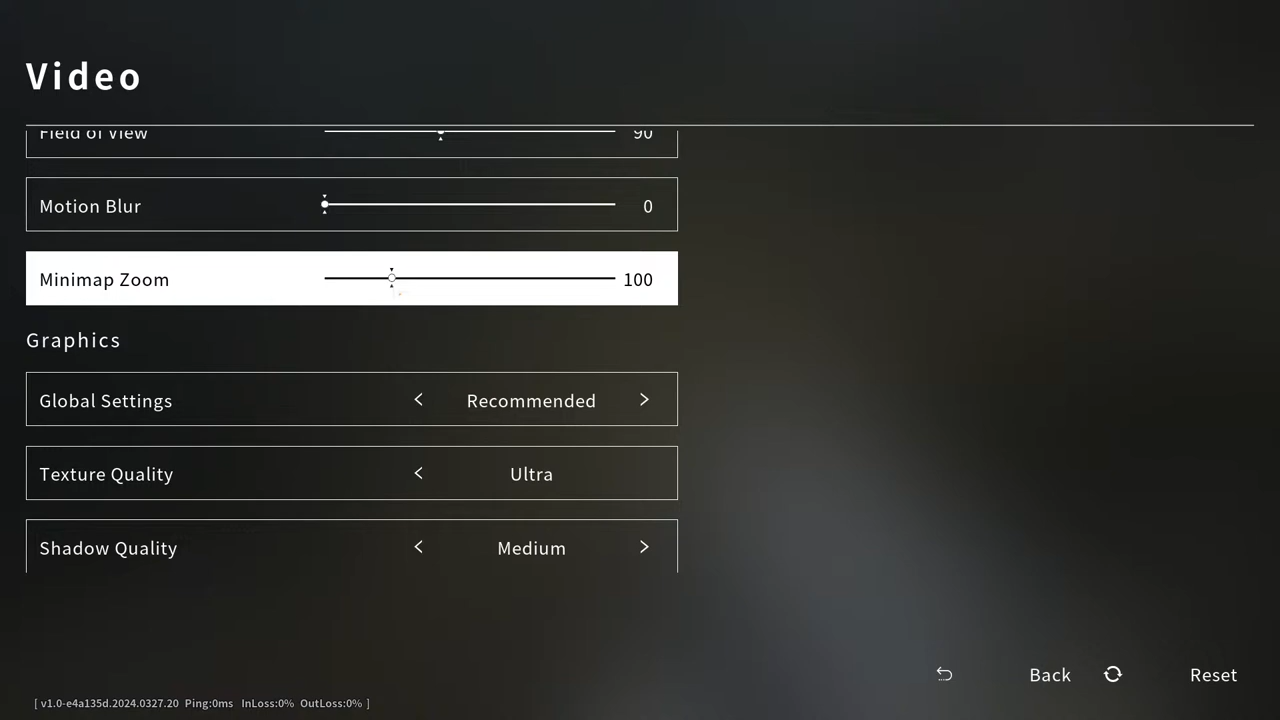 Video
Field of View 90
Motion Blur 0
Minimap Zoom 100
Graphics
Global Settings < Recommended >
Texture Quality < Ultra
Shadow Quality < Medium >
Back Reset
[ v1.0-e4a135d.2024.0327.20 Ping:0ms InLoss:0% OutLoss:0% ]